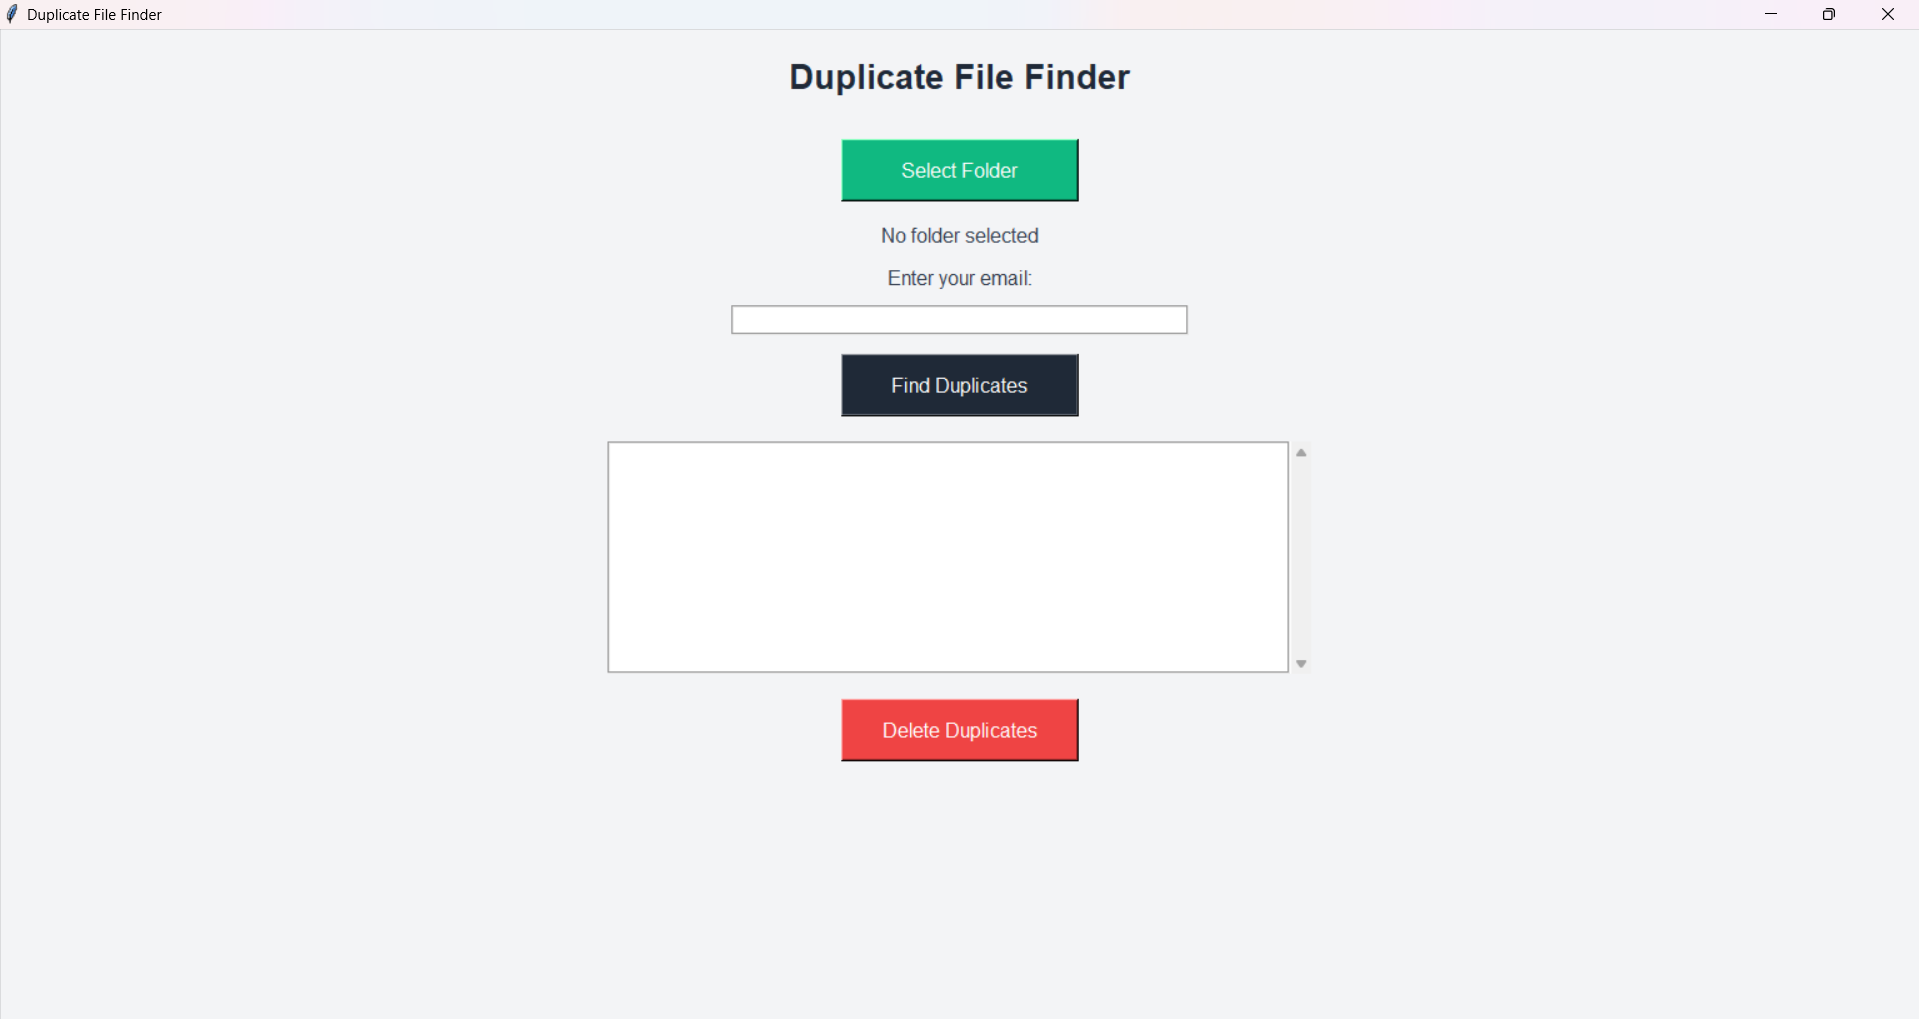 Duplicate File Finder
Duplicate File Finder
Select Folder
No folder selected
Enter your email:
Find Duplicates
Delete Duplicates